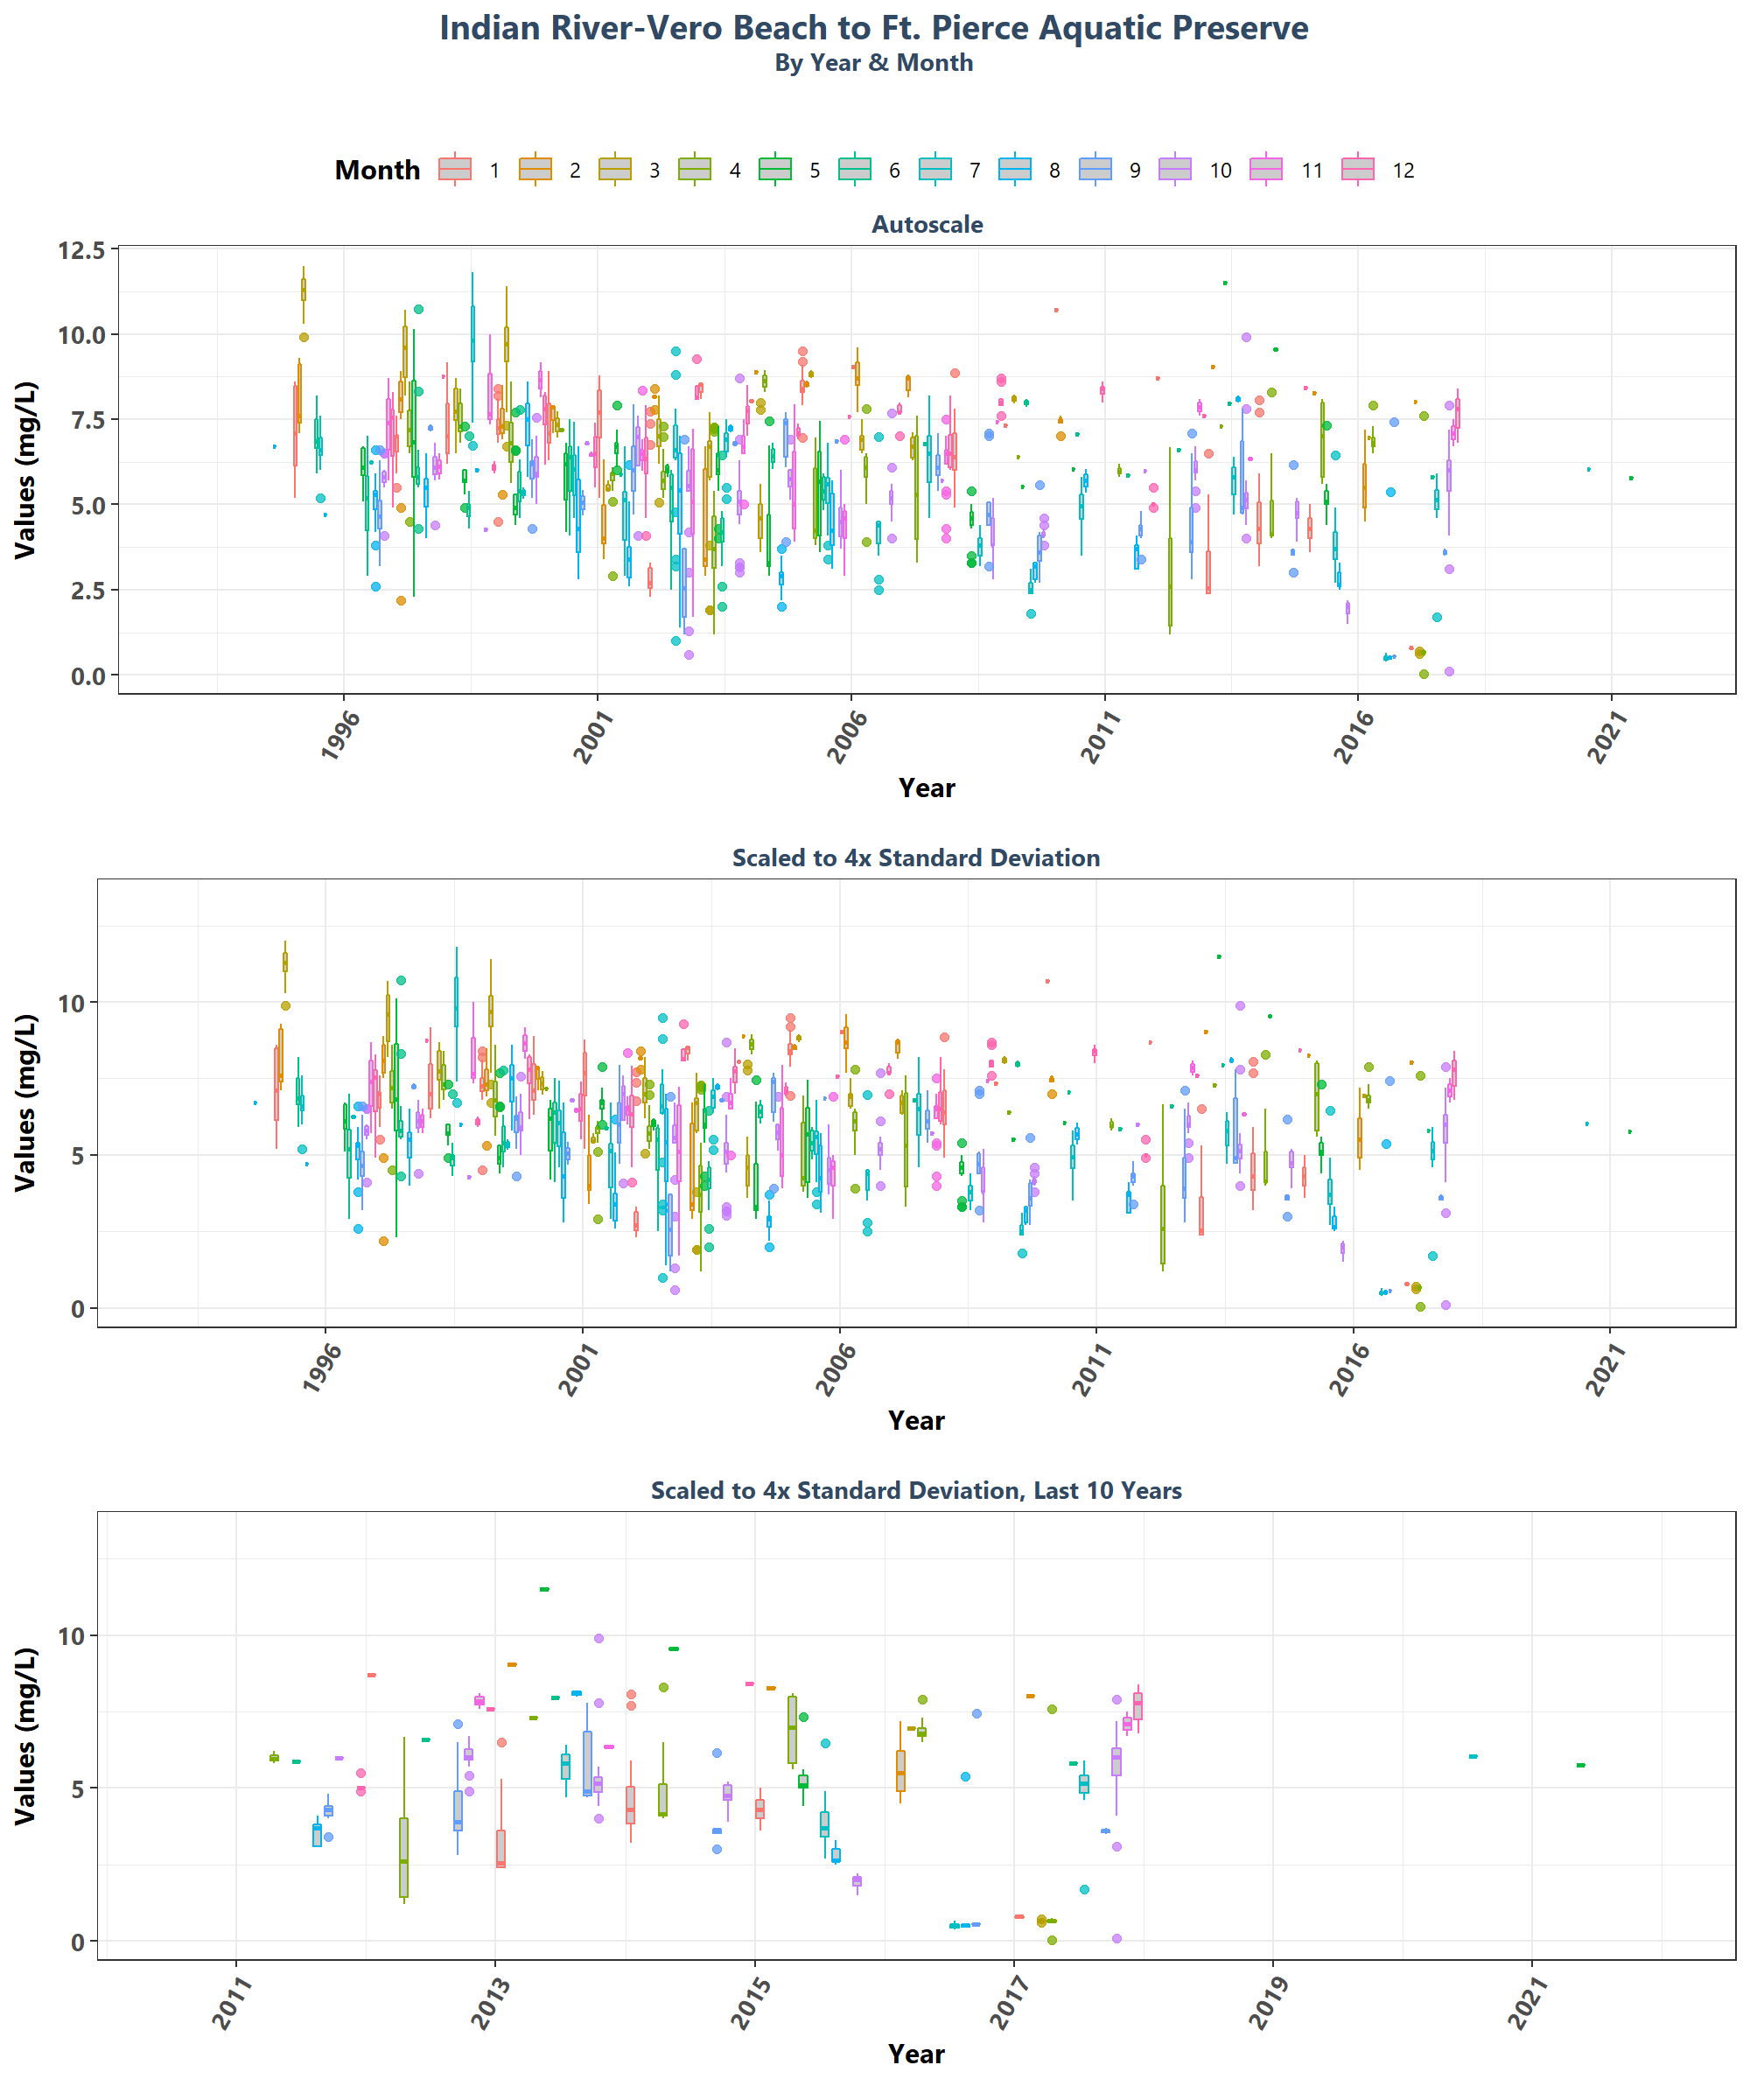 Indian River-Vero Beach to Ft. Pierce Aquatic Preserve
By Year & Month
Month 1 2 3 4 5 6 7 8 9 10 11 12
Autoscale
Values (mg/L)
12.5
10.0
7.5
5.0
2.5
0.0
1996 2001 2006 2011 2016 2021
Year
Scaled to 4x Standard Deviation
Values (mg/L)
10
5
0
1996 2001 2006 2011 2016 2021
Year
Scaled to 4x Standard Deviation, Last 10 Years
Values (mg/L)
10
5
0
2011 2013 2015 2017 2019 2021
Year